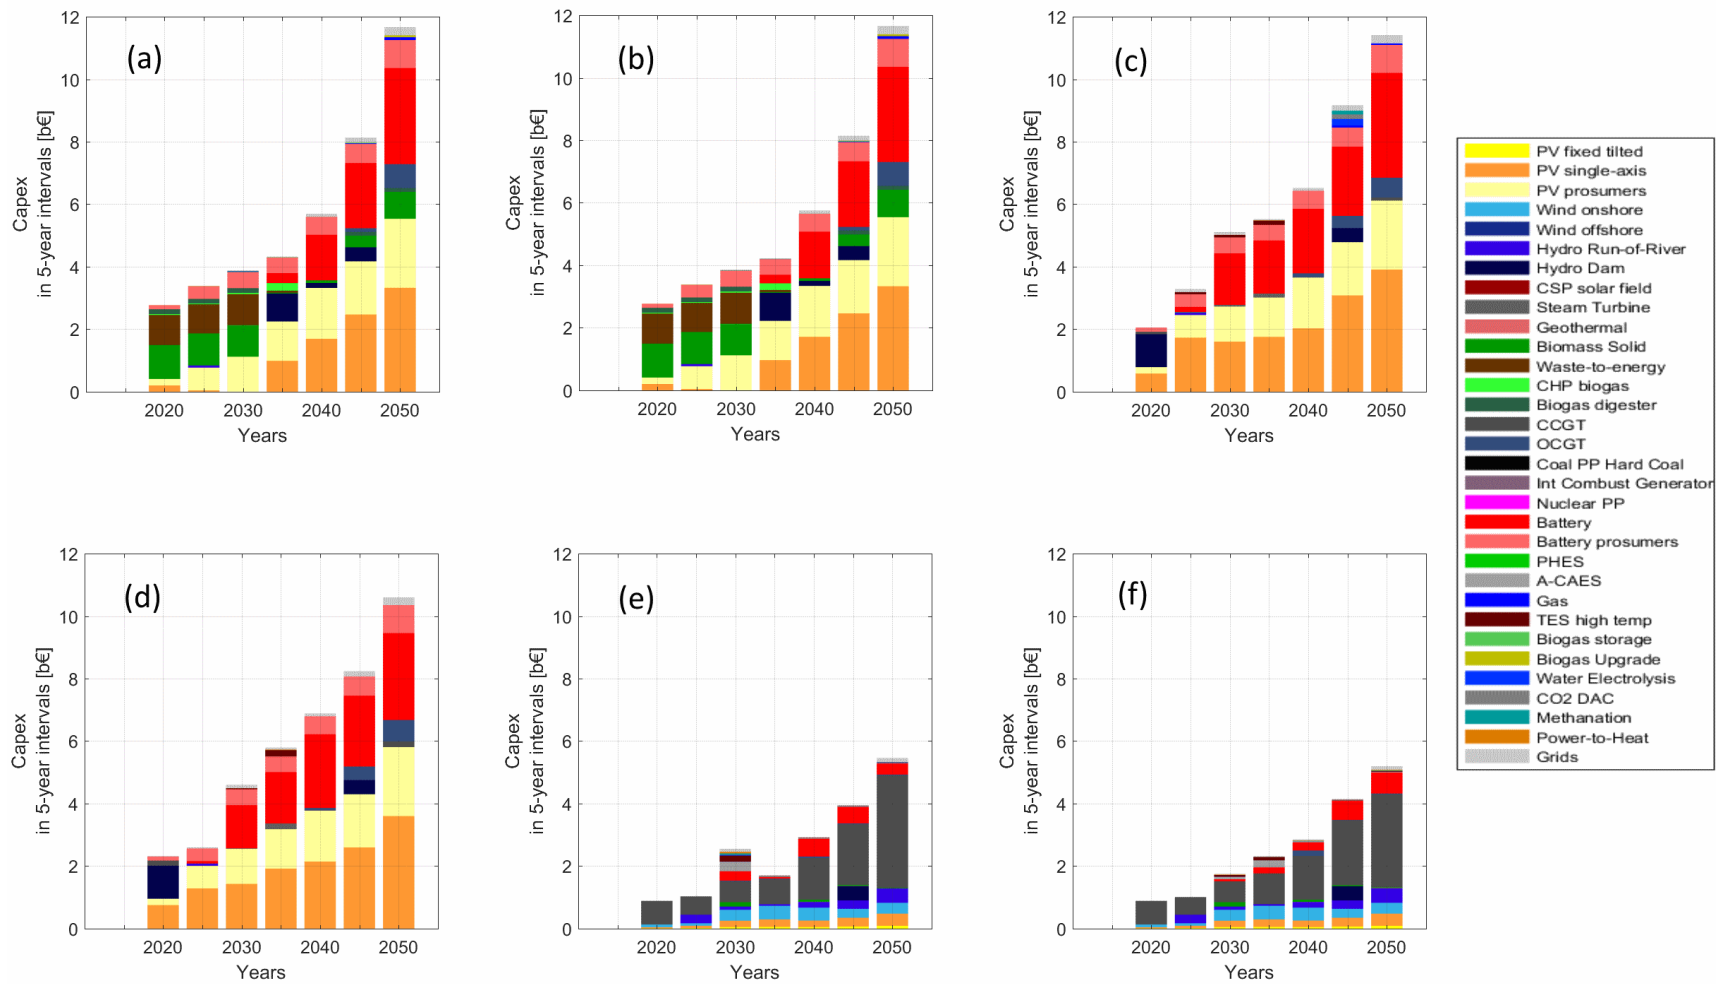 (a)
12
10
8
6
4
2
0
Capex
in 5-year intervals [b€]
2020 2030 2040 2050
Years
(b)
12
10
8
6
4
2
0
Capex
in 5-year intervals [b€]
2020 2030 2040 2050
Years
(c)
12
10
8
6
4
2
0
Capex
in 5-year intervals [b€]
2020 2030 2040 2050
Years
PV fixed tilted
PV single-axis
PV prosumers
Wind onshore
Wind offshore
Hydro Run-of-River
Hydro Dam
CSP solar field
Steam Turbine
Geothermal
Biomass Solid
Waste-to-energy
CHP biogas
Biogas digester
CCGT
OCGT
Coal PP Hard Coal
Int Combust Generator
Nuclear PP
Battery
Battery prosumers
PHES
A-CAES
Gas
TES high temp
Biogas storage
Biogas Upgrade
Water Electrolysis
CO2 DAC
Methanation
Power-to-Heat
Grids
(d)
12
10
8
6
4
2
0
Capex
in 5-year intervals [b€]
2020 2030 2040 2050
Years
(e)
12
10
8
6
4
2
0
Capex
in 5-year intervals [b€]
2020 2030 2040 2050
Years
(f)
12
10
8
6
4
2
0
Capex
in 5-year intervals [b€]
2020 2030 2040 2050
Years